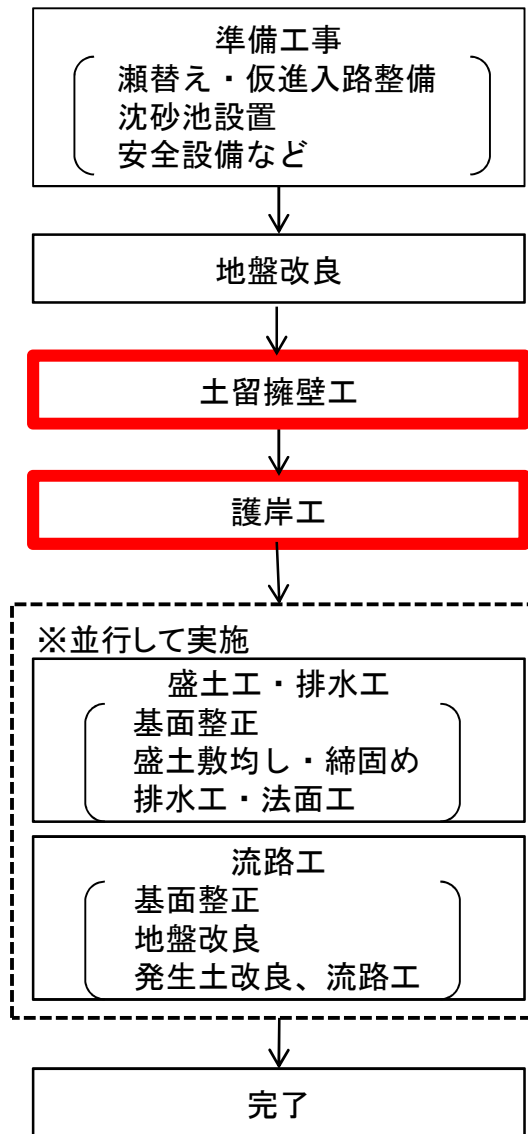 準備工事
瀬替え・仮進入路整備
沈砂池設置
安全設備など
地盤改良
土留擁壁工
護岸工
※並行して実施
盛土工・排水工
基面整正
盛土敷均し・締固め
排水工・法面工
流路工
基面整正
地盤改良
発生土改良、流路工
完了